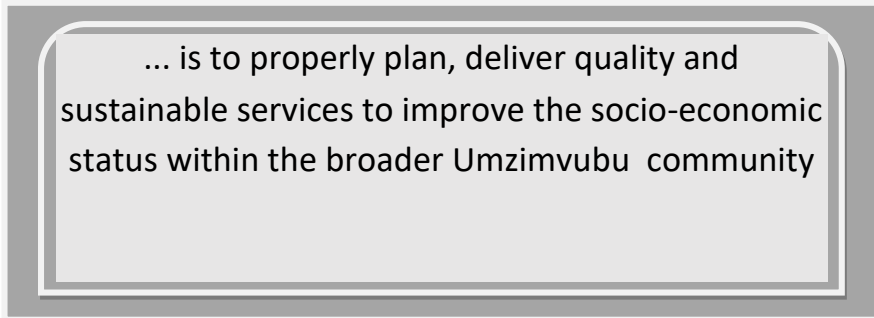 ... is to properly plan, deliver quality and
sustainable services to improve the socio-economic
status within the broader Umzimvubu  community